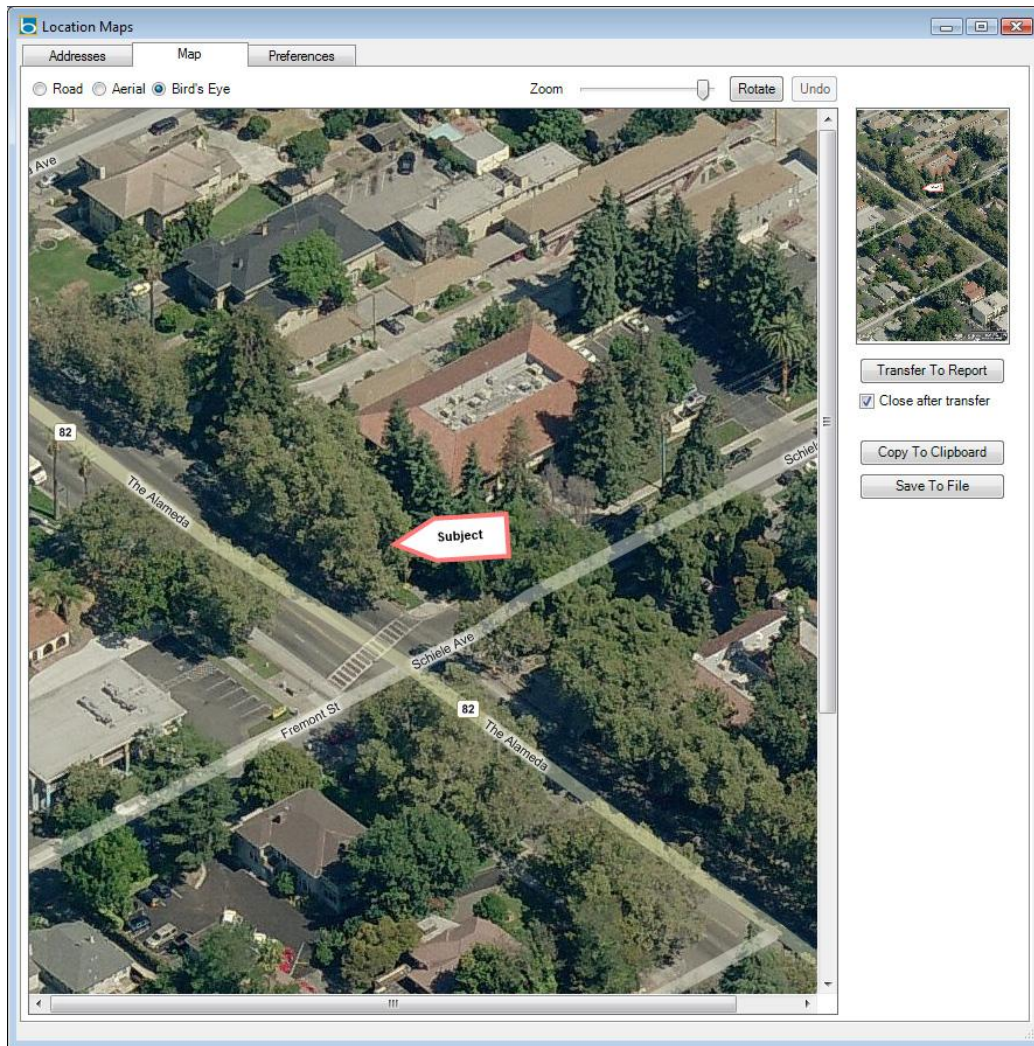 Location Maps
Addresses
Map
Preferences
Road
Aerial
Bird's Eye
Zoom
Rotate
Undo
Ave
82
The Alameda
Schiele
Subject
Schiele Ave
Fremont St
82
The Alameda
Transfer To Report
Close after transfer
Copy To Clipboard
Save To File